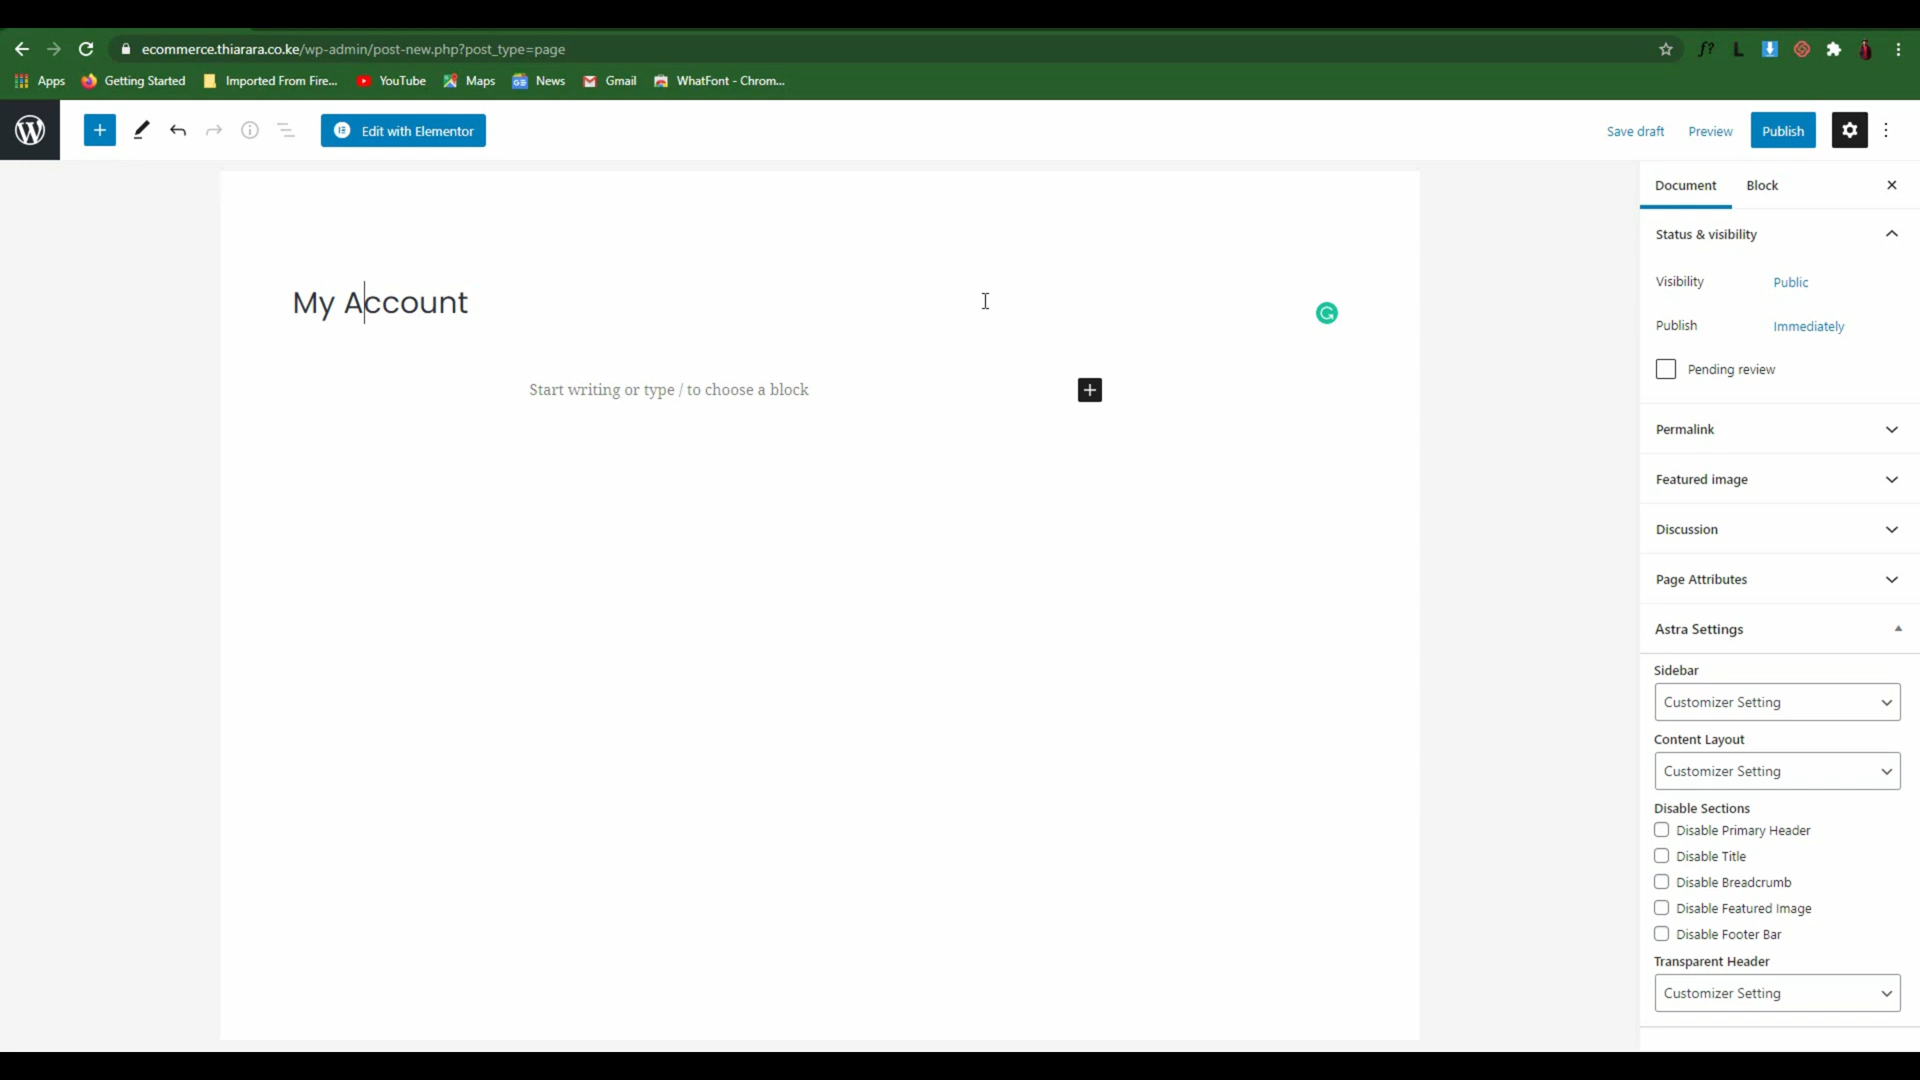 ecommerce.thiarara.co.ke/wp-admin/post-new.php?post_type=page
f?
L
Apps
Getting Started
Imported From Fire...
YouTube
Maps
News
Gmail
WhatFont - Chrom...
Edit with Elementor
Save draft
Preview
Publish
Document
Block
Status & visibility
Visibility
Public
Publish
Immediately
Pending review
My Account
Start writing or type / to choose a block
Permalink
Featured image
Discussion
Page Attributes
Astra Settings
Sidebar
Customizer Setting
Content Layout
Customizer Setting
Disable Sections
Disable Primary Header
Disable Title
Disable Breadcrumb
Disable Featured Image
Disable Footer Bar
Transparent Header
Customizer Setting